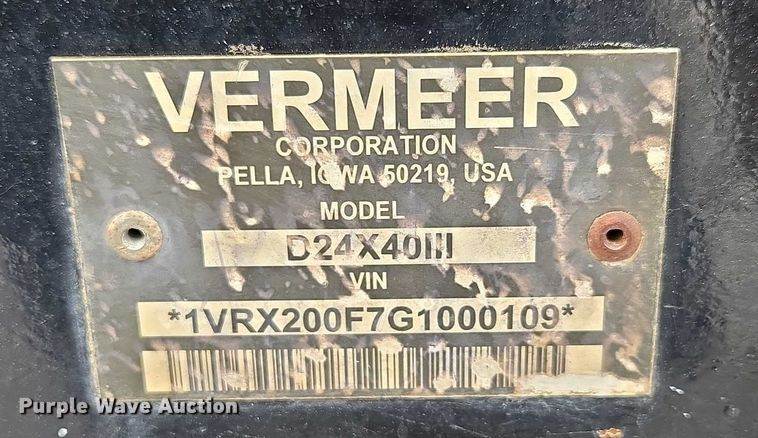 VERMEER
CORPORATION
PELLA, IOWA 50219, USA
MODEL
D24X40III
VIN
*1VRX200F7G1000109*
Purple Wave Auction